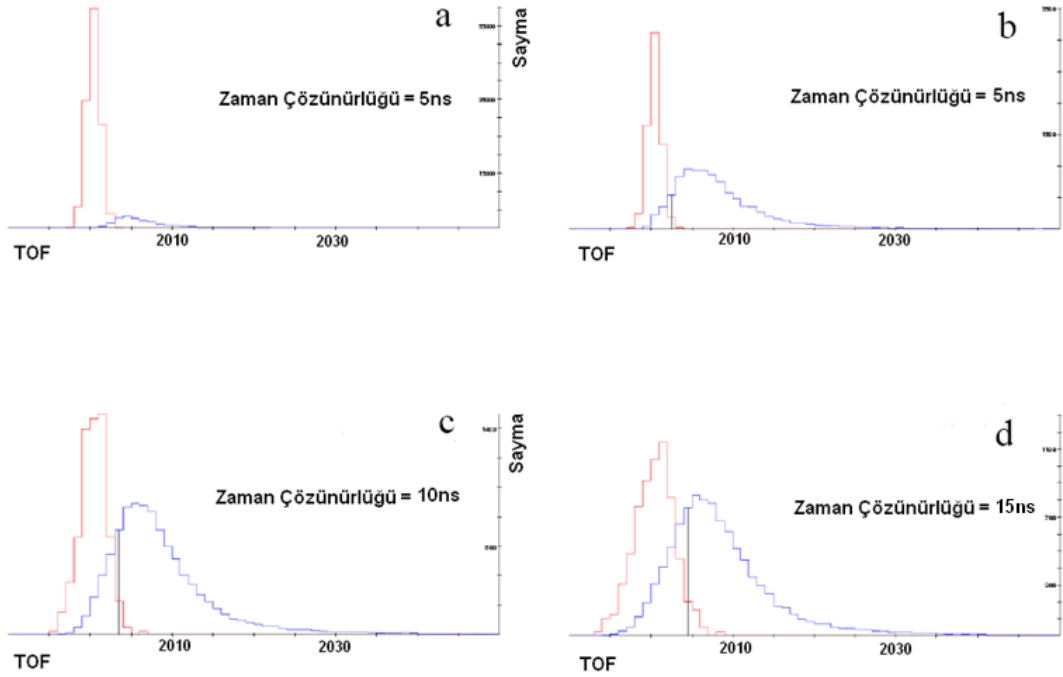 a
Sayma
Zaman Çözünürlüğü = 5ns
2010
2030
TOF
b
Zaman Çözünürlüğü = 5ns
2010
2030
TOF
c
Sayma
Zaman Çözünürlüğü = 10ns
2010
2030
TOF
d
Zaman Çözünürlüğü = 15ns
2010
2030
TOF